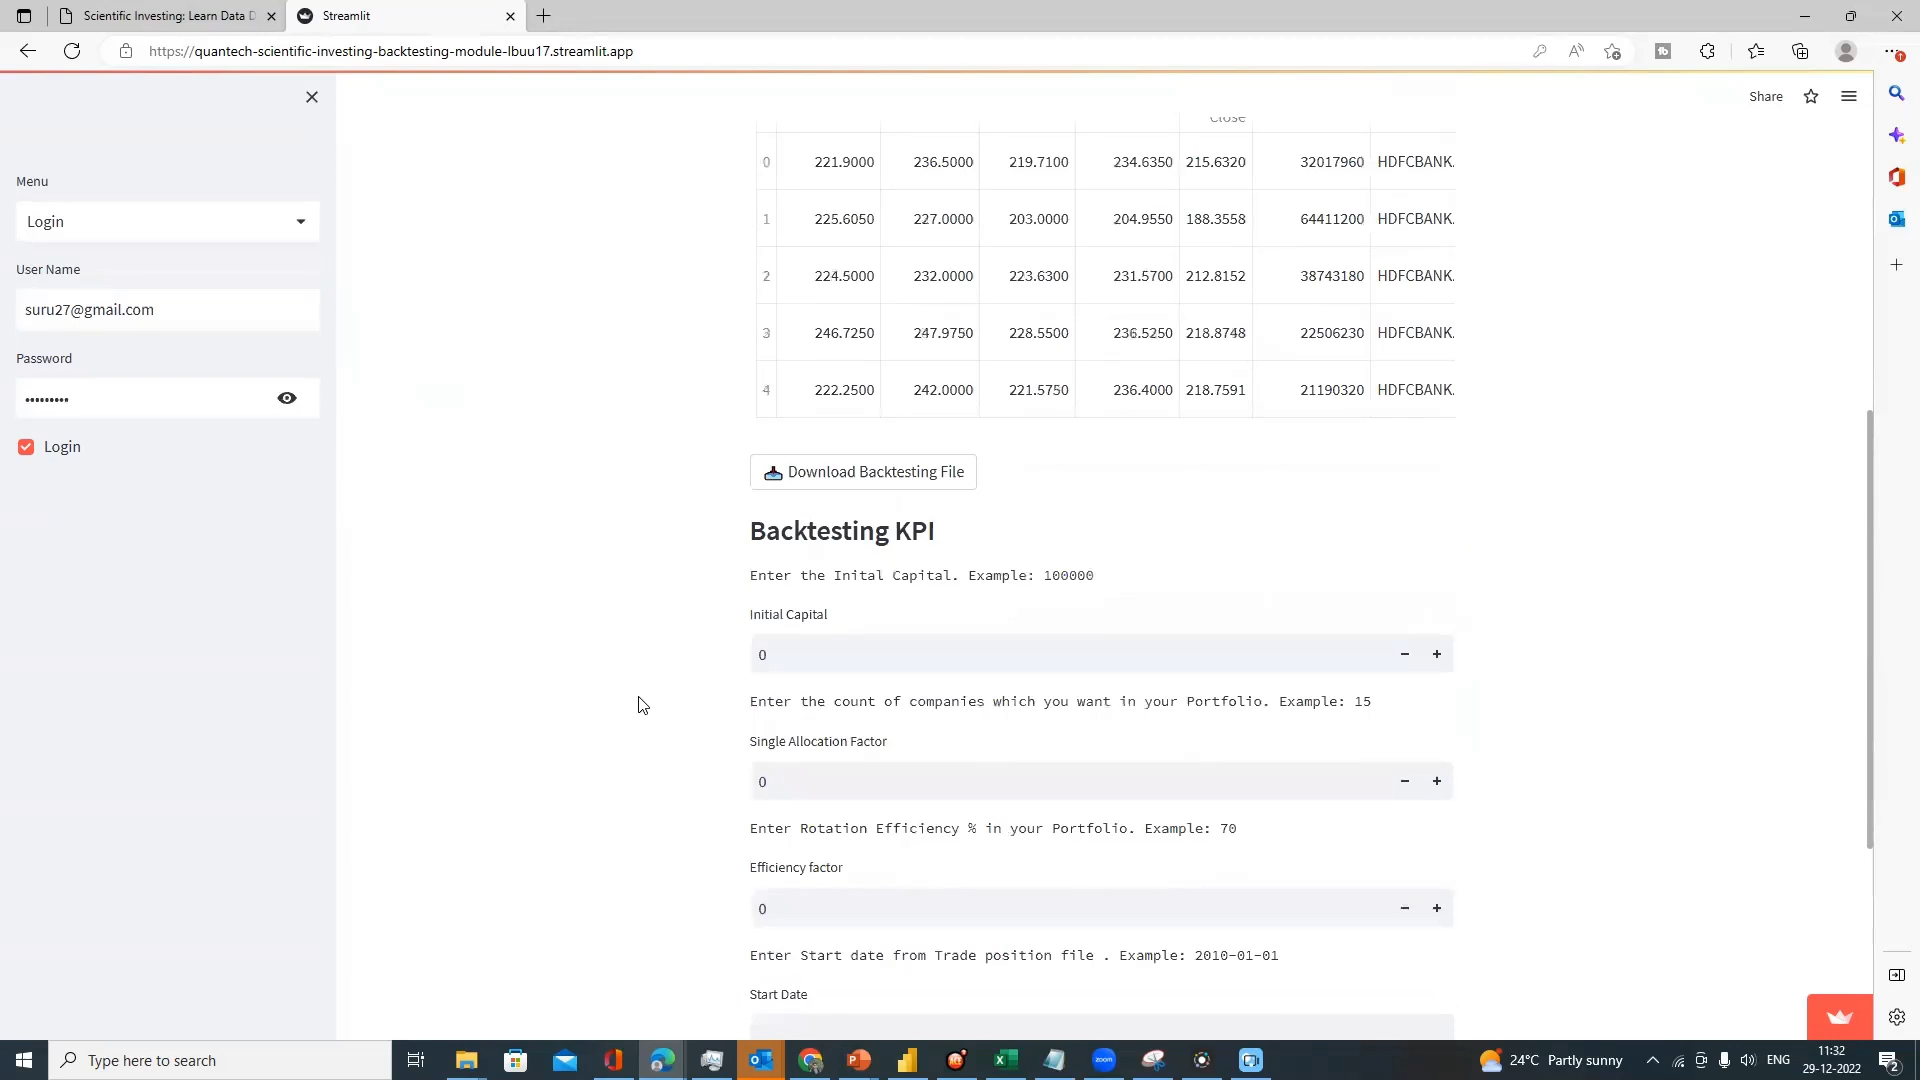 Scientific Investing: Learn Data D
Streamlit
https://quantech-scientific-investing-backtesting-module-lbuu17.streamlit.app
Share
Menu
Login
User Name
suru27@gmail.com
Password
•••••••••
Login
Close
0 221.9000 236.5000 219.7100 234.6350 215.6320 32017960 HDFCBANK.
1 225.6050 227.0000 203.0000 204.9550 188.3558 64411200 HDFCBANK.
2 224.5000 232.0000 223.6300 231.5700 212.8152 38743180 HDFCBANK.
3 246.7250 247.9750 228.5500 236.5250 218.8748 22506230 HDFCBANK.
4 222.2500 242.0000 221.5750 236.4000 218.7591 21190320 HDFCBANK.
Download Backtesting File
Backtesting KPI
Enter the Inital Capital. Example: 100000
Initial Capital
0 - +
Enter the count of companies which you want in your Portfolio. Example: 15
Single Allocation Factor
0 - +
Enter Rotation Efficiency % in your Portfolio. Example: 70
Efficiency factor
0 - +
Enter Start date from Trade position file . Example: 2010-01-01
Start Date
Type here to search
zoom
24°C Partly sunny
ENG
11:32
29-12-2022
2